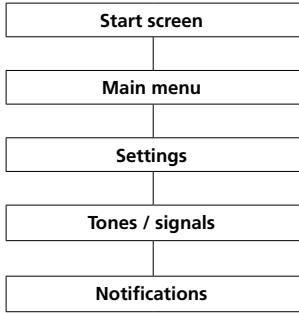 Start screen
Main menu
Settings
Tones / signals
Notifications